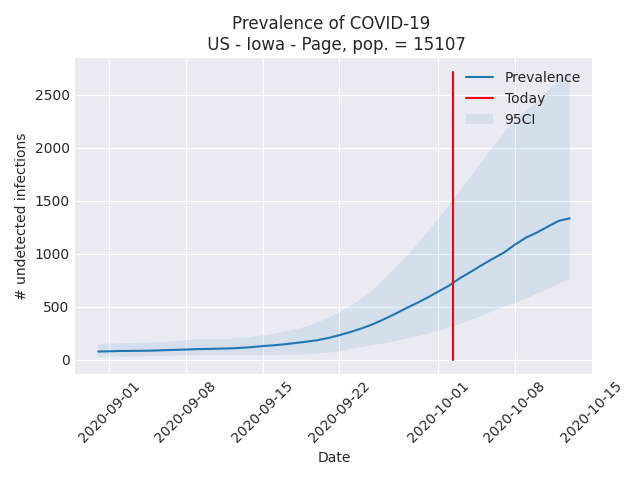 Prevalence of COVID-19
US - Iowa - Page, pop. = 15107
Prevalence
Today
95CI
# undetected infections
2500
2000
1500
1000
500
0
2020-09-01
2020-09-08
2020-09-15
2020-09-22
2020-10-01
2020-10-08
2020-10-15
Date